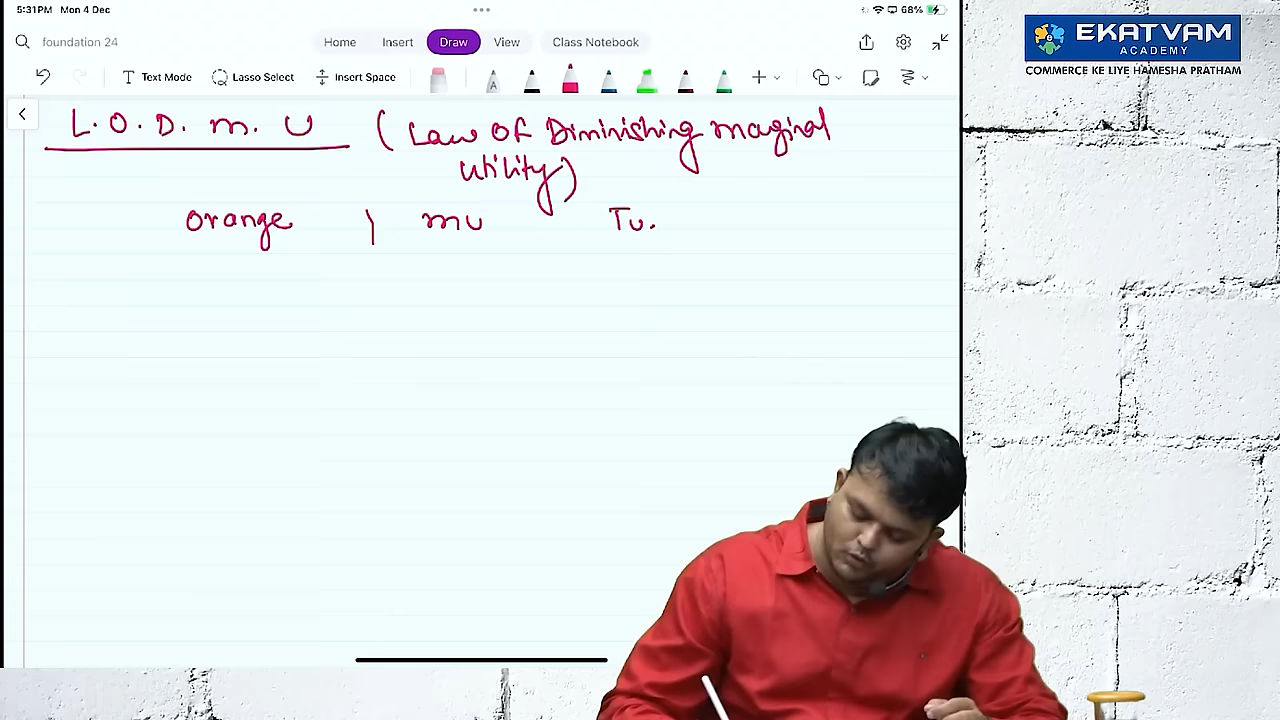 5:31PM Mon 4 Dec
68%
foundation 24
Home Insert Draw View Class Notebook
Text Mode Lasso Select Insert Space
EKATVAM
ACADEMY
COMMERCE KE LIYE HAMESHA PRATHAM
L.O.D. m. U (Law Of Diminishing maginal
utility)
orange | mu Tu.